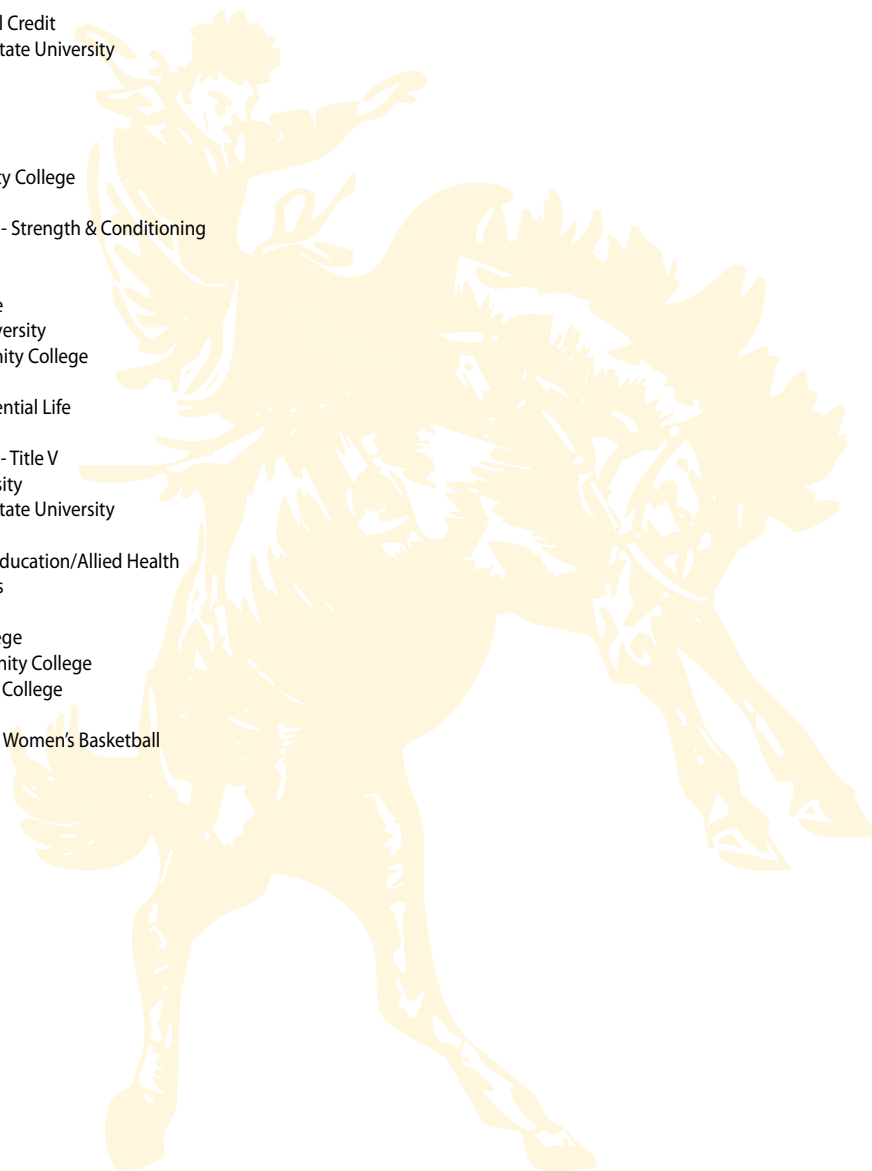 l Credit
tate University
ty College
- Strength & Conditioning
e
versity
nity College
ential Life
- Title V
sity
tate University
ducation/Allied Health
s
ege
nity College
College
Women's Basketball